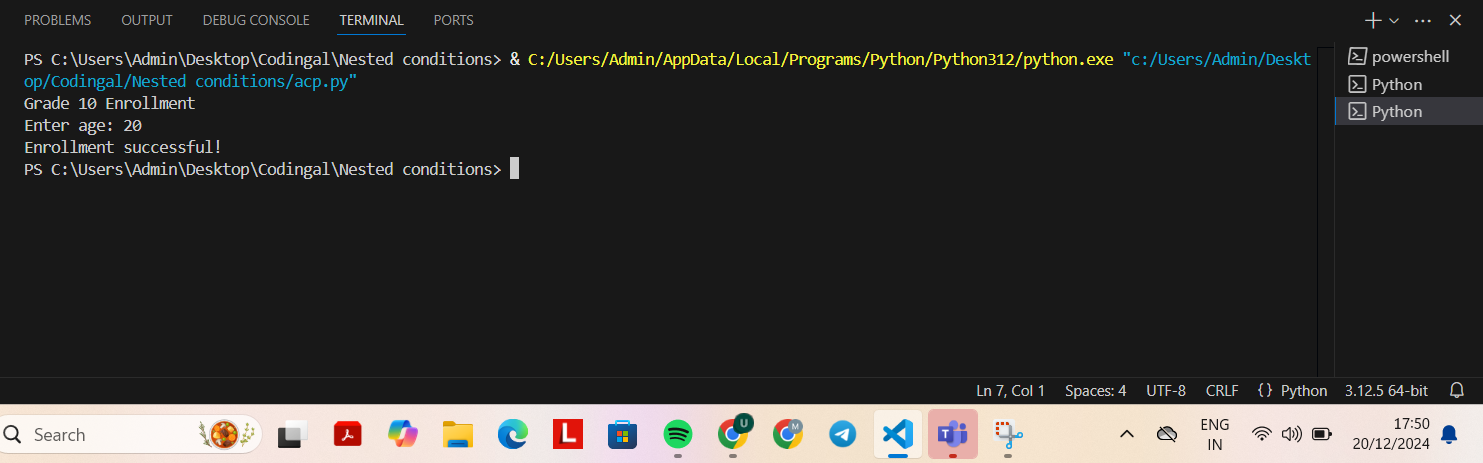 PROBLEMS OUTPUT DEBUG CONSOLE TERMINAL PORTS
PS C:\Users\Admin\Desktop\Codingal\Nested conditions> & C:/Users/Admin/AppData/Local/Programs/Python/Python312/python.exe "c:/Users/Admin/Deskt
op/Codingal/Nested conditions/acp.py"
Grade 10 Enrollment
Enter age: 20
Enrollment successful!
PS C:\Users\Admin\Desktop\Codingal\Nested conditions>
powershell
Python
Python
Ln 7, Col 1 Spaces: 4 UTF-8 CRLF {} Python 3.12.5 64-bit
Search
L
U
M
T
ENG
IN
17:50
20/12/2024